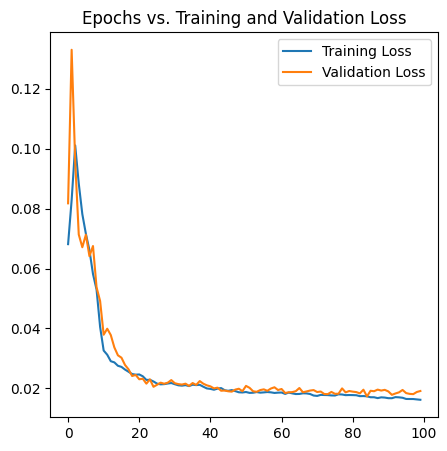 Epochs vs. Training and Validation Loss
Training Loss
Validation Loss
0.12
0.10
0.08
0.06
0.04
0.02
0 20 40 60 80 100